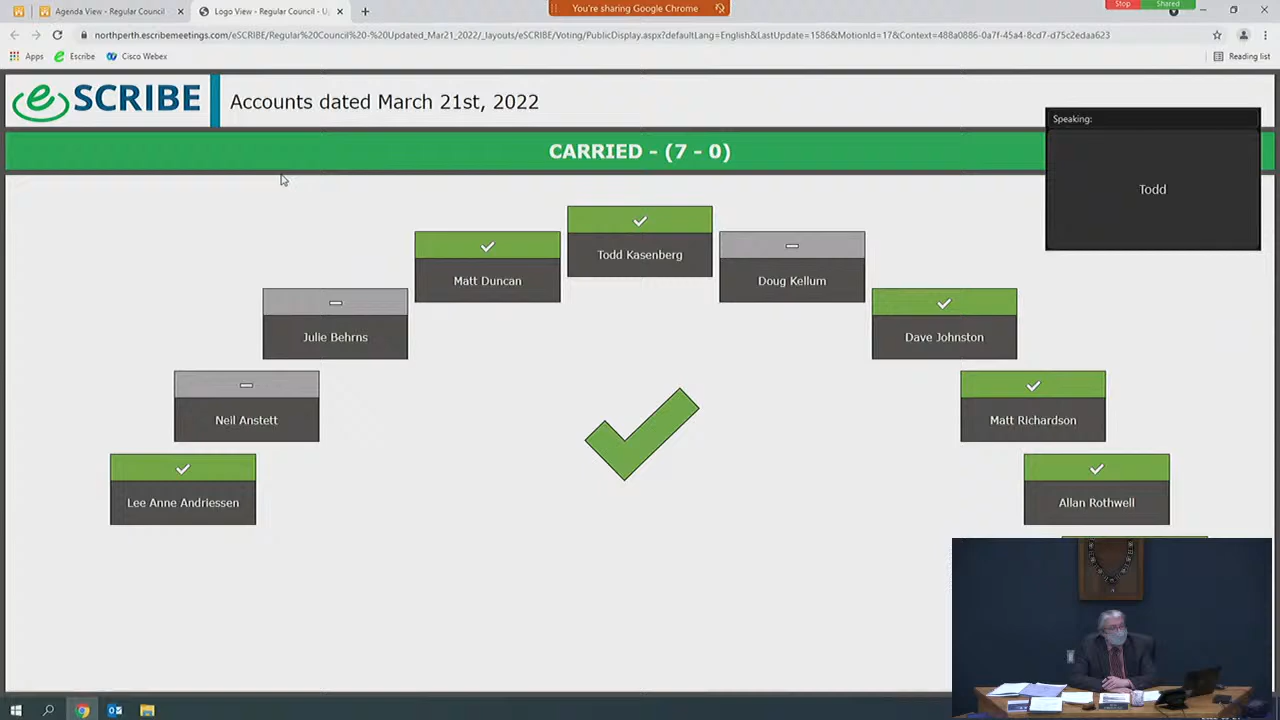 Agenda View - Regular Council -
Logo View - Regular Council - U
You're sharing Google Chrome
Stop
Shared
northperth.escribemeetings.com/eSCRIBE/Regular%20Council%20-%20Updated_Mar21_2022/_layouts/eSCRIBE/Voting/PublicDisplay.aspx?defaultLang=English&LastUpdate=1586&MotionId=17&Context=488a0886-0a7f-45a4-8cd7-d75c2edaa623
Apps
Escribe
Cisco Webex
Reading list
eSCRIBE
Accounts dated March 21st, 2022
Speaking:
CARRIED - (7 - 0)
Todd
Todd Kasenberg
Matt Duncan
Doug Kellum
Julie Behrns
Dave Johnston
Neil Anstett
Matt Richardson
Lee Anne Andriessen
Allan Rothwell